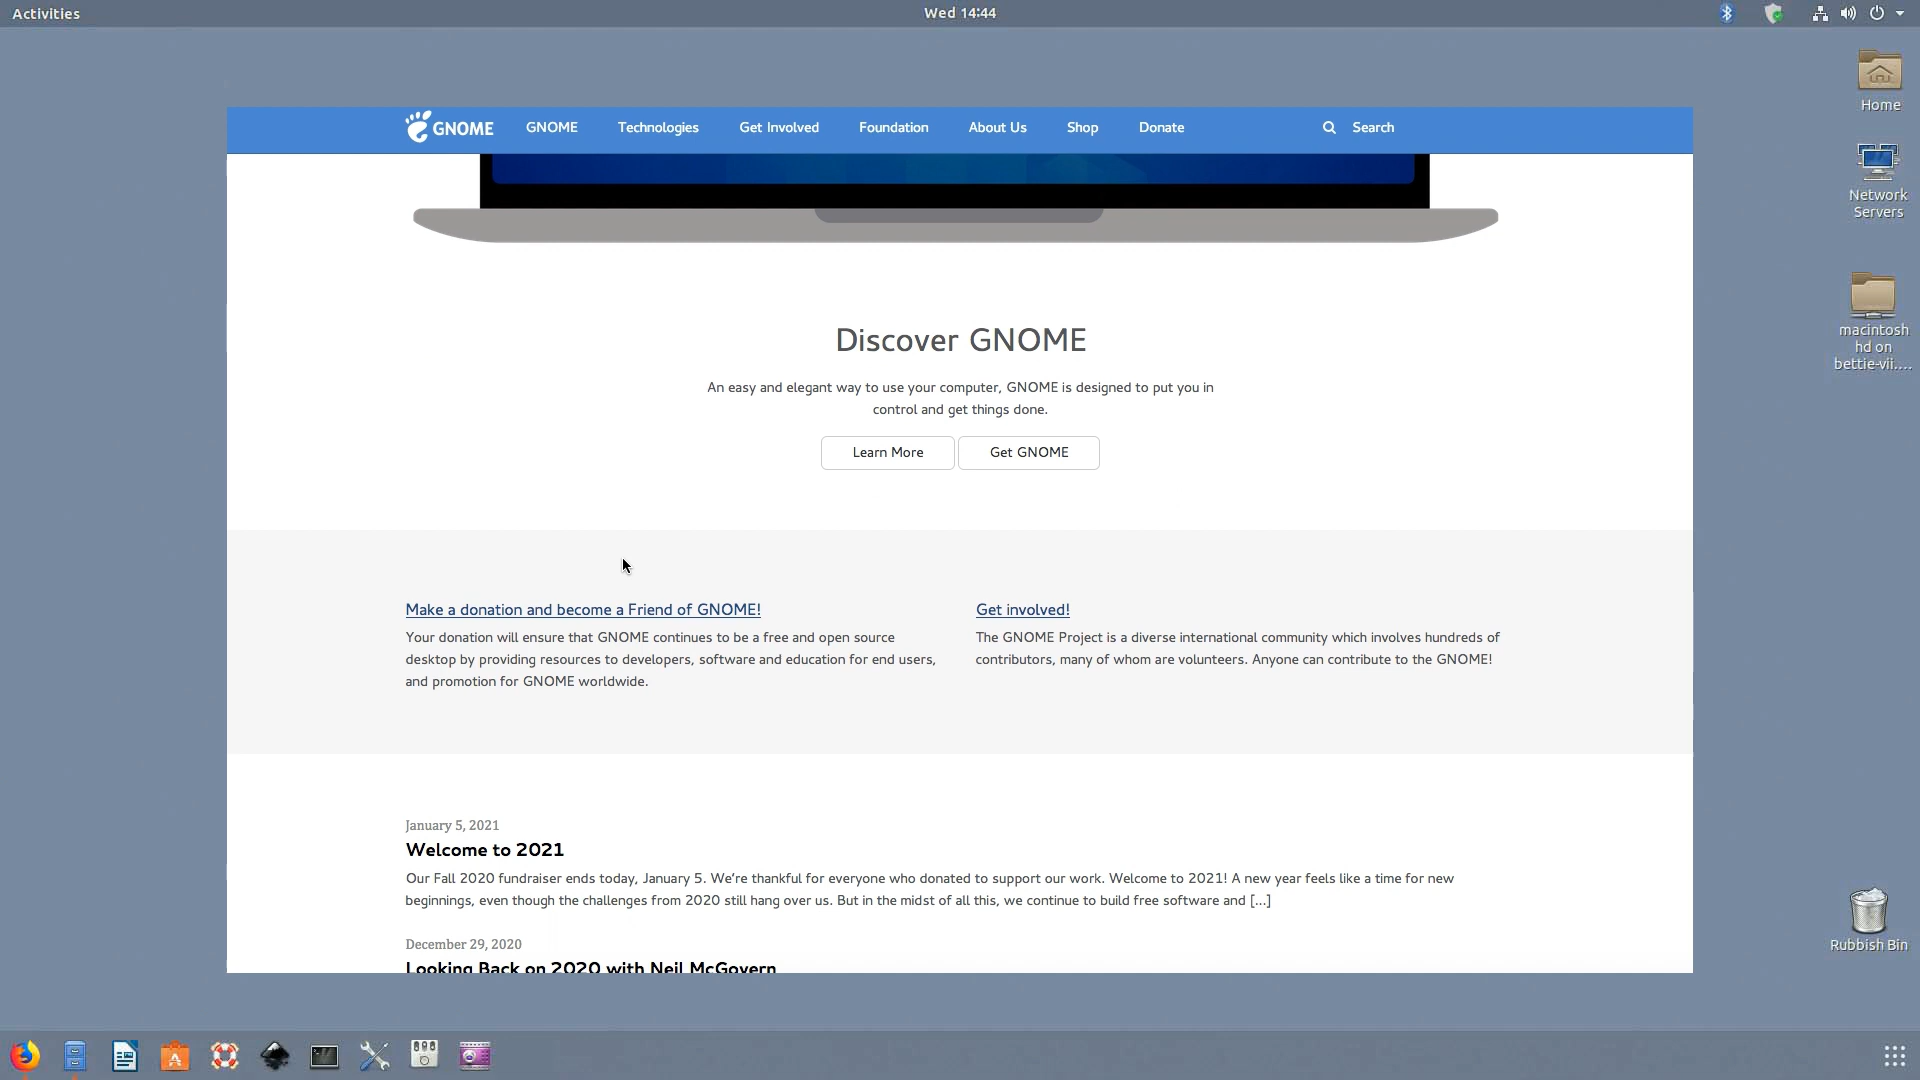 Activities
Wed 14:44
Home
Network
Servers
macintosh
hd on
bettie-vii....
Rubbish Bin
GNOME
GNOME
Technologies
Get Involved
Foundation
About Us
Shop
Donate
Search
Discover GNOME
An easy and elegant way to use your computer, GNOME is designed to put you in
control and get things done.
Learn More
Get GNOME
Make a donation and become a Friend of GNOME!
Your donation will ensure that GNOME continues to be a free and open source
desktop by providing resources to developers, software and education for end users,
and promotion for GNOME worldwide.
Get involved!
The GNOME Project is a diverse international community which involves hundreds of
contributors, many of whom are volunteers. Anyone can contribute to the GNOME!
January 5, 2021
Welcome to 2021
Our Fall 2020 fundraiser ends today, January 5. We’re thankful for everyone who donated to support our work. Welcome to 2021! A new year feels like a time for new
beginnings, even though the challenges from 2020 still hang over us. But in the midst of all this, we continue to build free software and [...]
December 29, 2020
Looking Back on 2020 with Neil McGovern